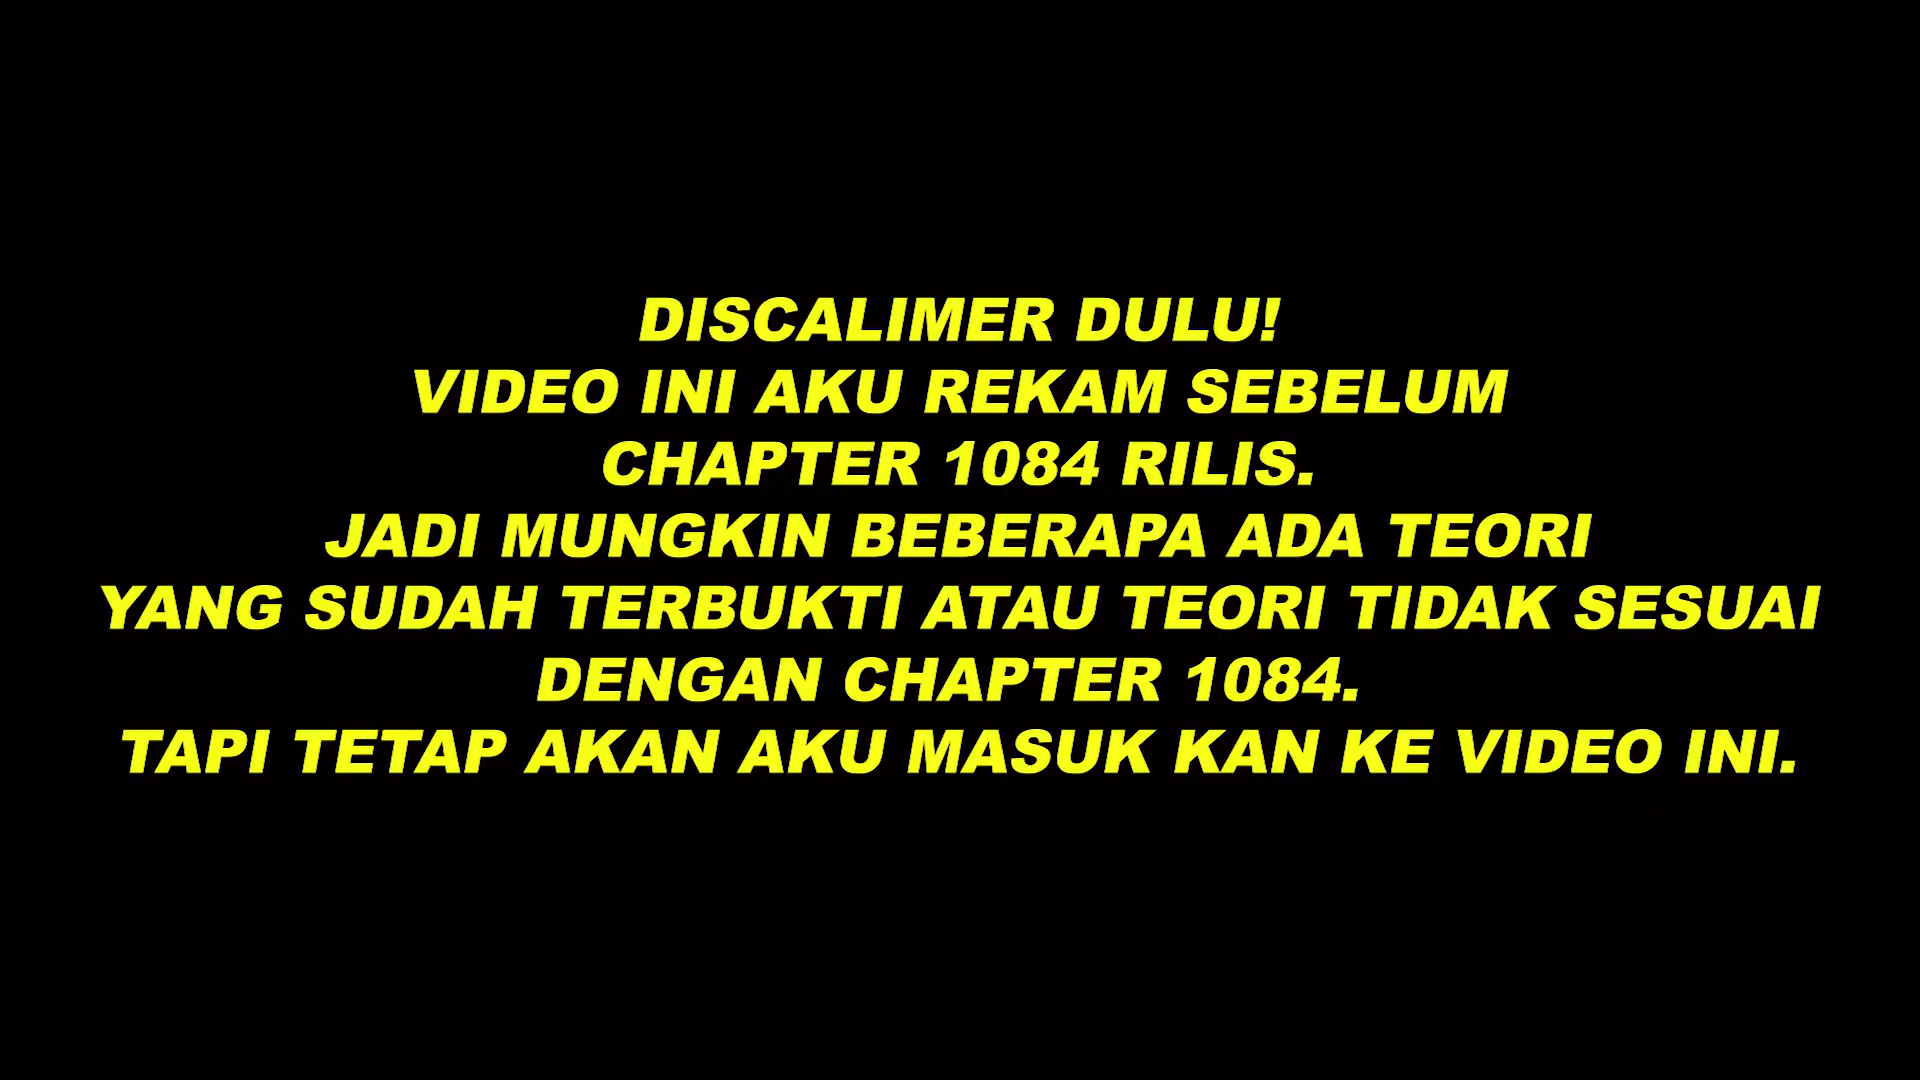 DISCALIMER DULU!
VIDEO INI AKU REKAM SEBELUM
CHAPTER 1084 RILIS.
JADI MUNGKIN BEBERAPA ADA TEORI
YANG SUDAH TERBUKTI ATAU TEORI TIDAK SESUAI
DENGAN CHAPTER 1084.
TAPI TETAP AKAN AKU MASUK KAN KE VIDEO INI.